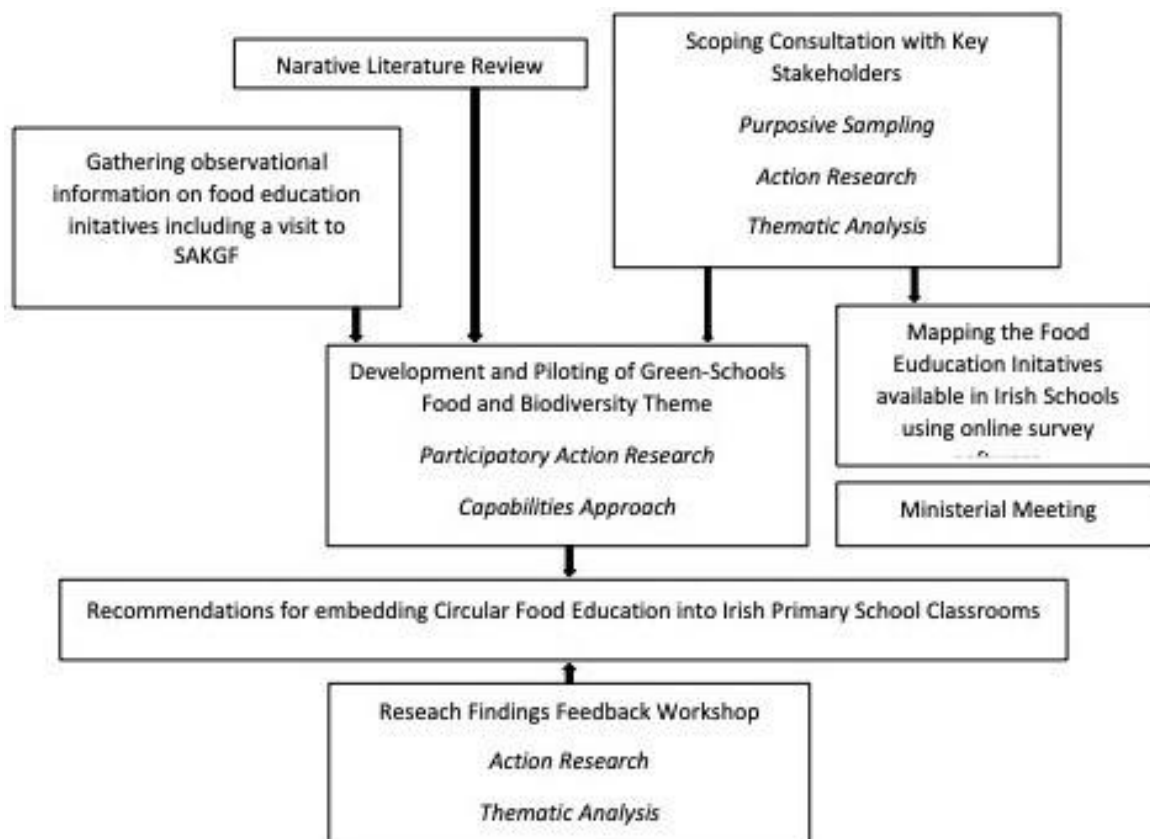 Narative Literature Review
Scoping Consultation with Key
Stakeholders
Purposive Sampling
Action Research
Thematic Analysis
Gathering observational
information on food education
initatives including a visit to
SAKGF
Development and Piloting of Green-Schools
Food and Biodiversity Theme
Participatory Action Research
Capabilities Approach
Mapping the Food
Euducation Initatives
available in Irish Schools
using online survey
Ministerial Meeting
Recommendations for embedding Circular Food Education into Irish Primary School Classrooms
Reseach Findings Feedback Workshop
Action Research
Thematic Analysis